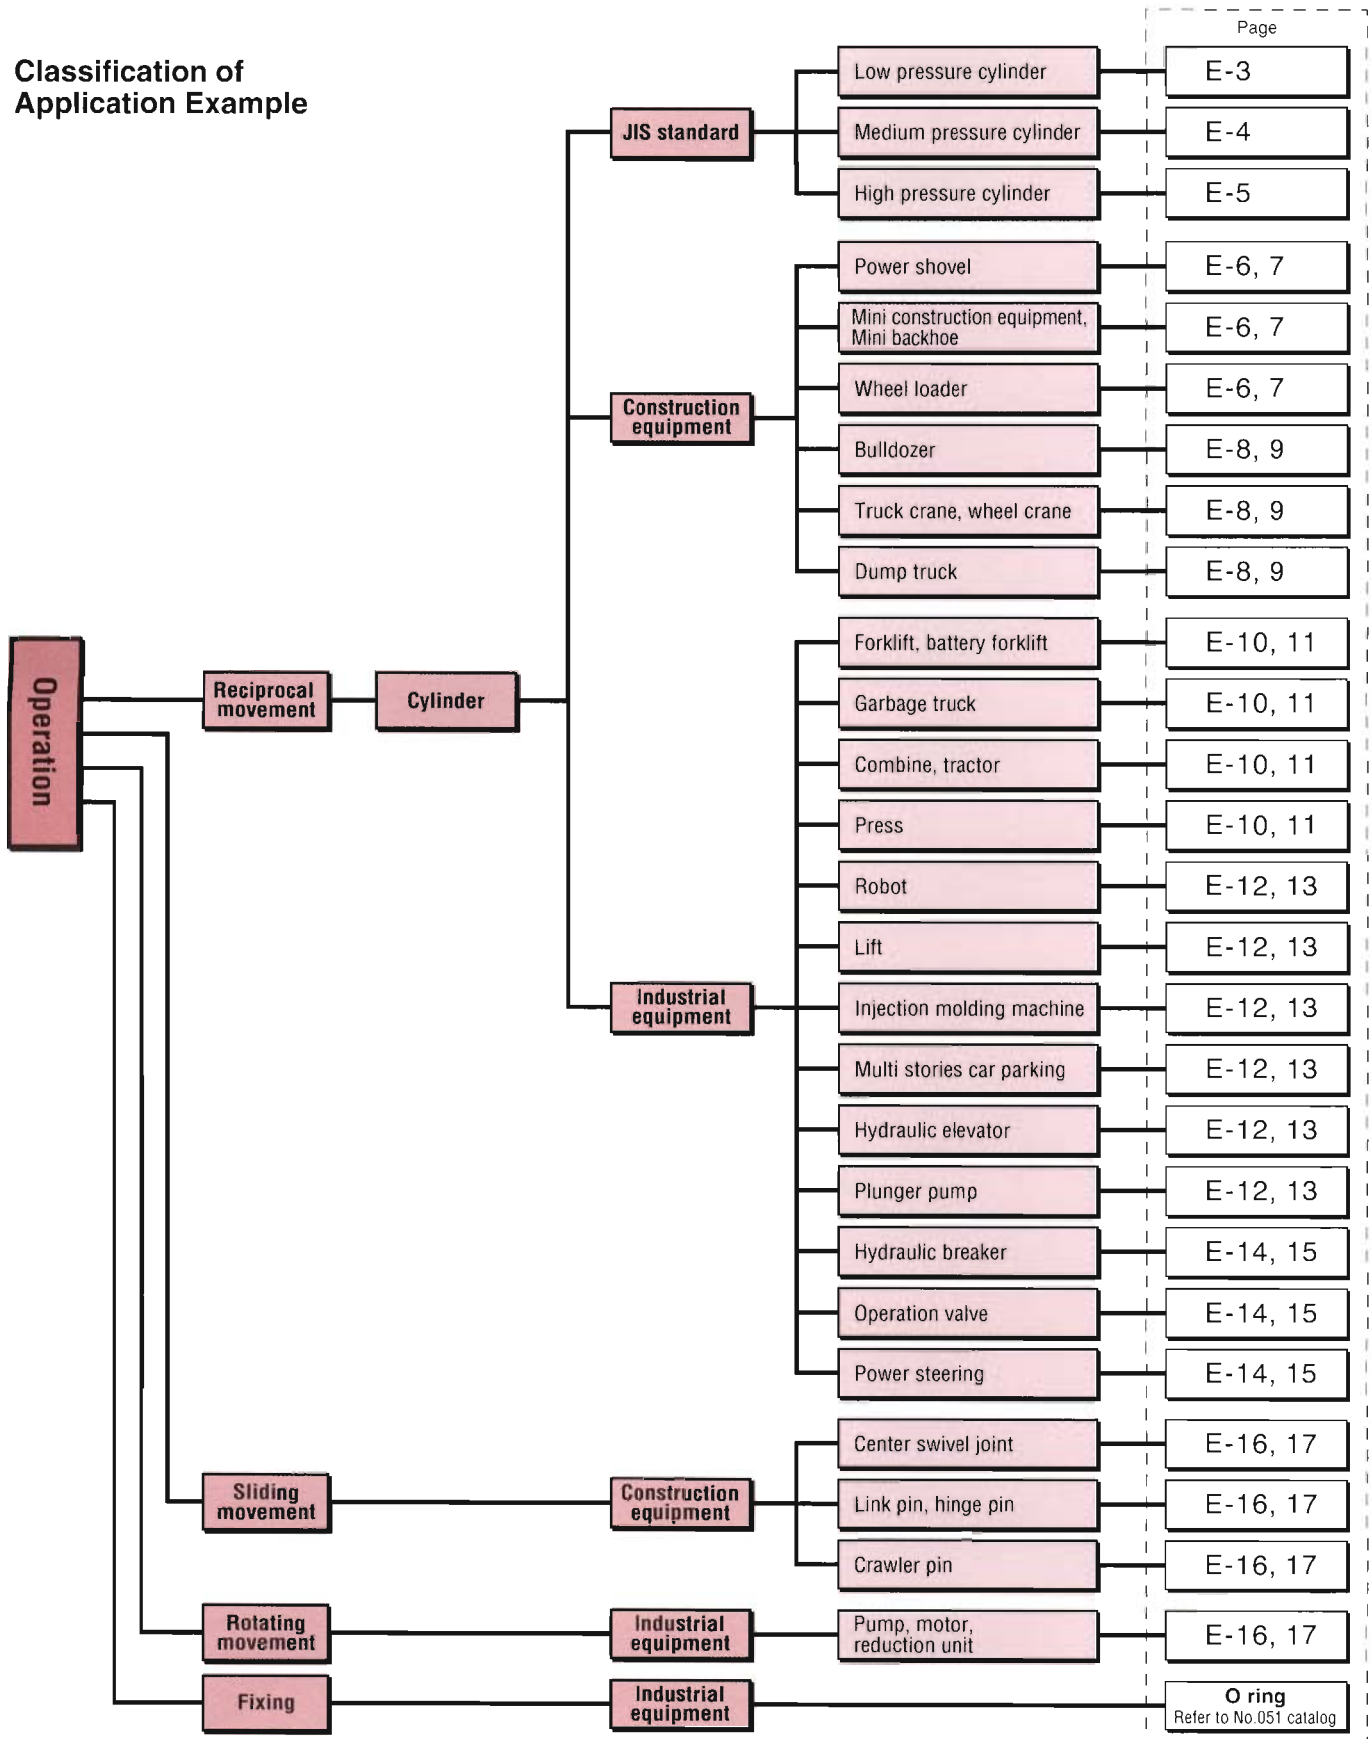 Classification of
Application Example
Page
Low pressure cylinder
E-3
JIS standard
Medium pressure cylinder
E-4
High pressure cylinder
E-5
Power shovel
E-6, 7
Mini construction equipment,
Mini backhoe
E-6, 7
Wheel loader
E-6, 7
Construction
equipment
Bulldozer
E-8, 9
Truck crane, wheel crane
E-8, 9
Dump truck
E-8, 9
Operation
Reciprocal
movement
Cylinder
Forklift, battery forklift
E-10, 11
Garbage truck
E-10, 11
Combine, tractor
E-10, 11
Press
E-10, 11
Robot
E-12, 13
Lift
E-12, 13
Industrial
equipment
Injection molding machine
E-12, 13
Multi stories car parking
E-12, 13
Hydraulic elevator
E-12, 13
Plunger pump
E-12, 13
Hydraulic breaker
E-14, 15
Operation valve
E-14, 15
Power steering
E-14, 15
Center swivel joint
E-16, 17
Sliding
movement
Construction
equipment
Link pin, hinge pin
E-16, 17
Crawler pin
E-16, 17
Rotating
movement
Industrial
equipment
Pump, motor,
reduction unit
E-16, 17
Fixing
Industrial
equipment
O ring
Refer to No.051 catalog